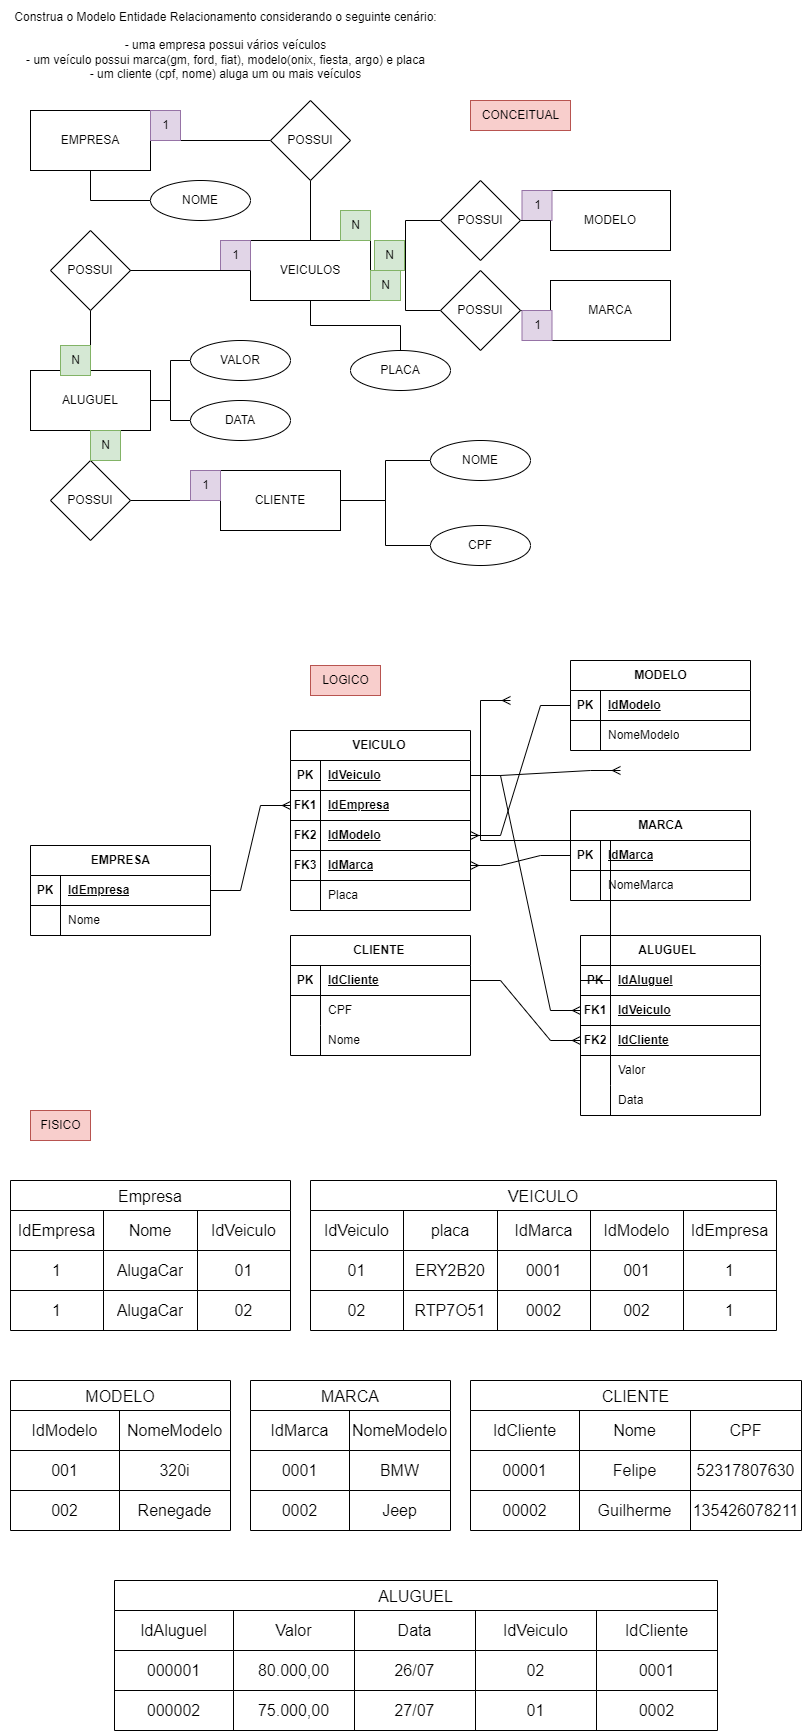 Construa o Modelo Entidade Relacionamento considerando o seguinte cenário:
- uma empresa possui vários veículos
- um veículo possui marca(gm, ford, fiat), modelo(onix, fiesta, argo) e placa
- um cliente (cpf, nome) aluga um ou mais veículos
CONCEITUAL
EMPRESA
1
POSSUI
NOME
N
POSSUI
1
MODELO
POSSUI
1
VEICULOS
N
N
POSSUI
1
MARCA
PLACA
N
ALUGUEL
VALOR
DATA
N
POSSUI
1
CLIENTE
NOME
CPF
LOGICO
MODELO
PK IdModelo
NomeModelo
VEICULO
PK IdVeiculo
FK1 IdEmpresa
FK2 IdModelo
FK3 IdMarca
Placa
MARCA
PK IdMarca
NomeMarca
EMPRESA
PK IdEmpresa
Nome
CLIENTE
PK IdCliente
CPF
Nome
ALUGUEL
PK IdAluguel
FK1 IdVeiculo
FK2 IdCliente
Valor
Data
FISICO
Empresa
IdEmpresa Nome IdVeiculo
1 AlugaCar 01
1 AlugaCar 02
VEICULO
IdVeiculo placa IdMarca IdModelo IdEmpresa
01 ERY2B20 0001 001 1
02 RTP7O51 0002 002 1
MODELO
IdModelo NomeModelo
001 320i
002 Renegade
MARCA
IdMarca NomeModelo
0001 BMW
0002 Jeep
CLIENTE
IdCliente Nome CPF
00001 Felipe 52317807630
00002 Guilherme 135426078211
ALUGUEL
IdAluguel Valor Data IdVeiculo IdCliente
000001 80.000,00 26/07 02 0001
000002 75.000,00 27/07 01 0002